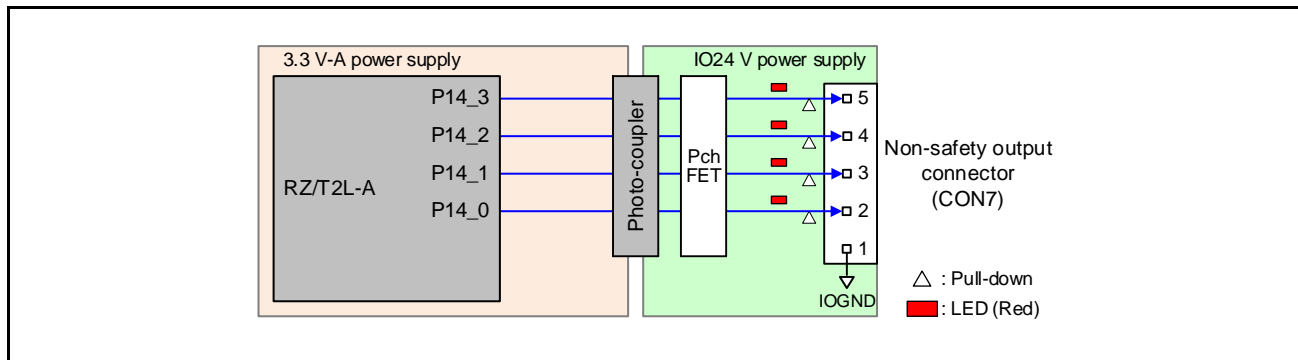 3.3 V-A power supply
IO24 V power supply
RZ/T2L-A
P14_3
P14_2
P14_1
P14_0
Photo-coupler
Pch
FET
5
4
3
2
1
IOGND
Non-safety output
connector
(CON7)
: Pull-down
: LED (Red)